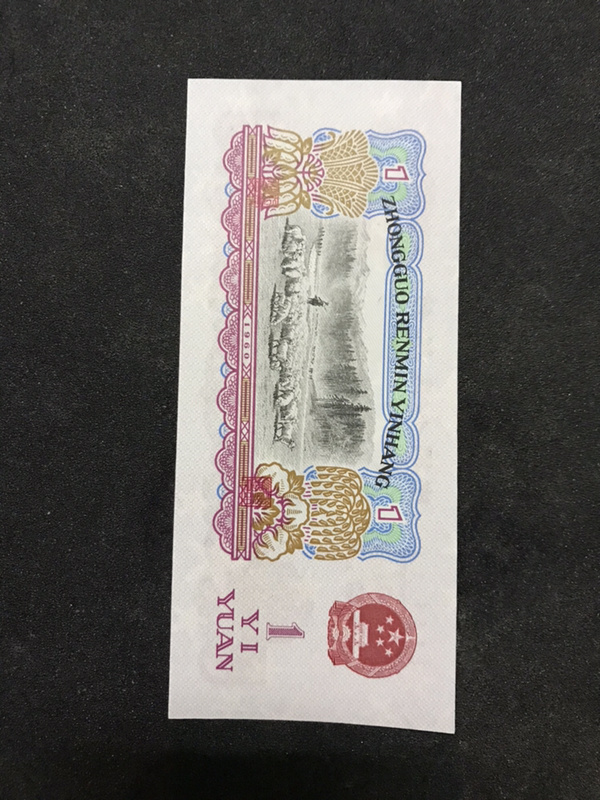 1
ZHONGGUO RENMIN YINHANG
1
1960
1
YI
YUAN